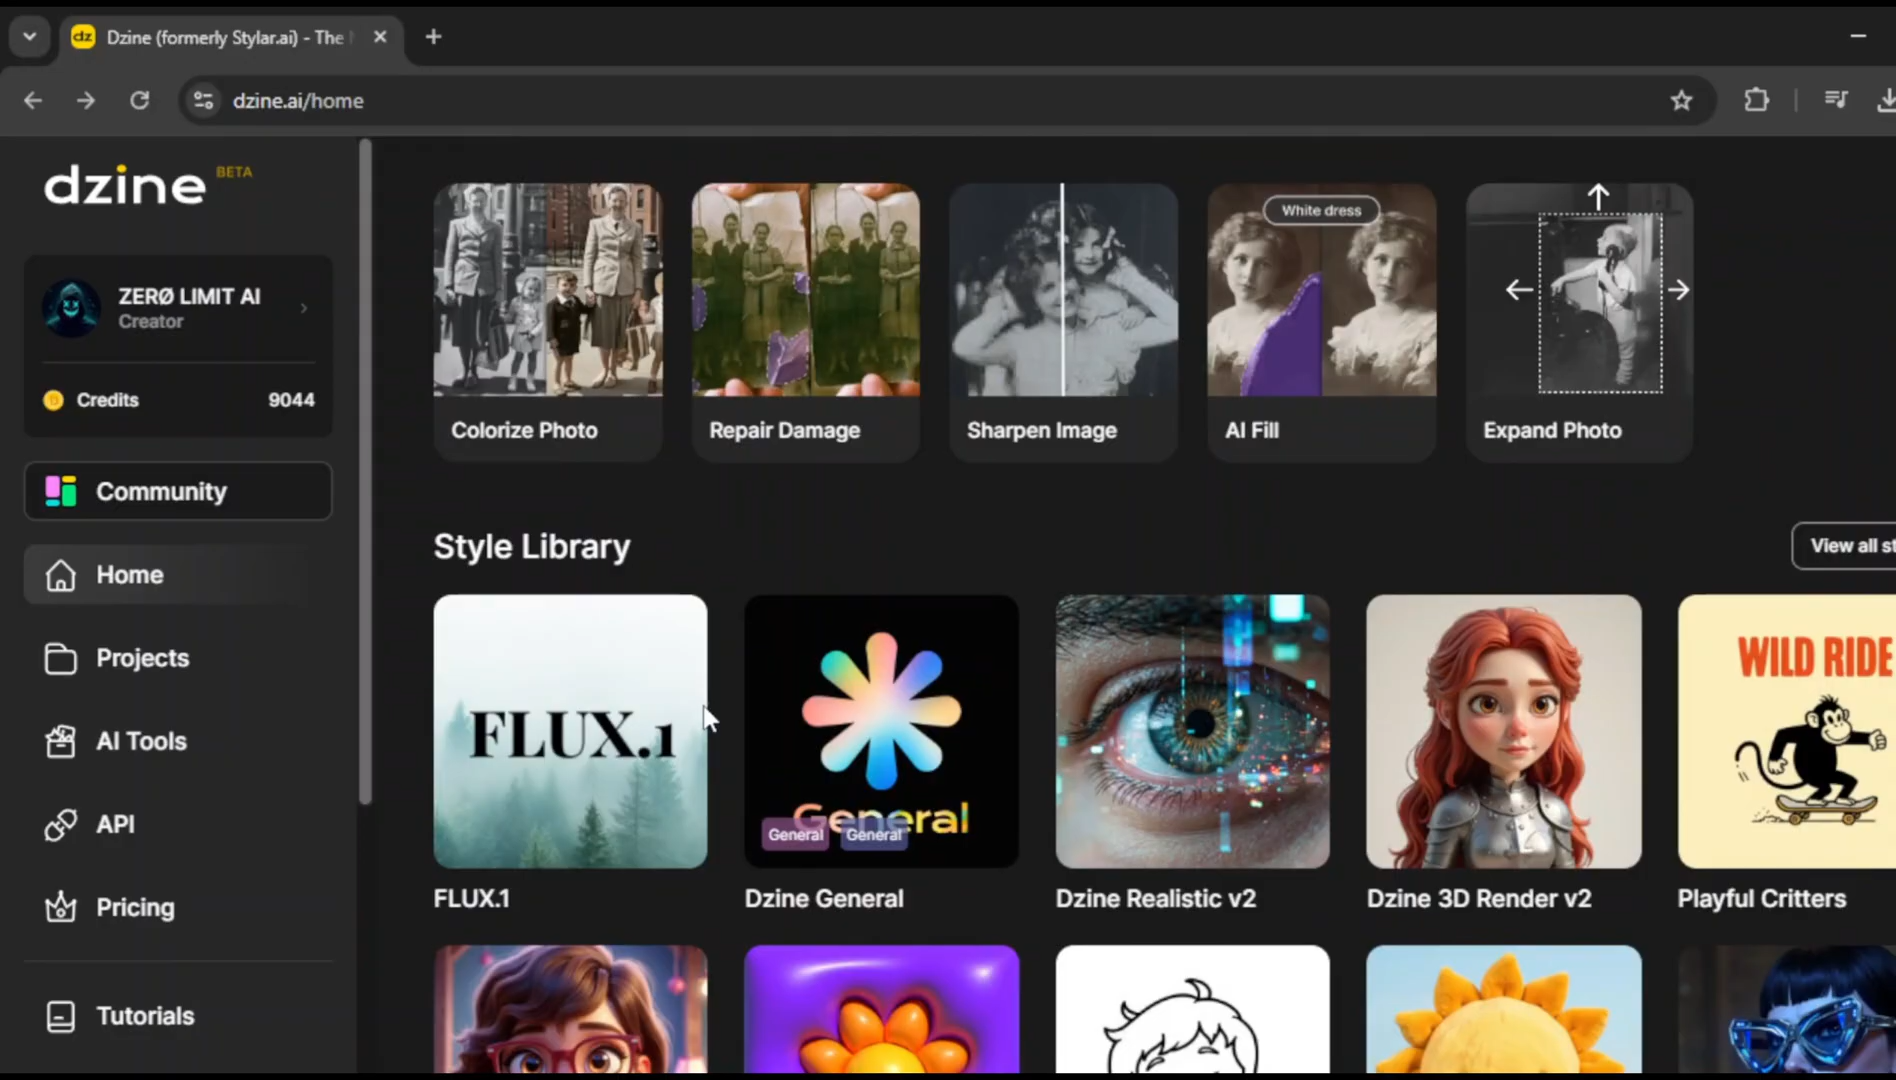 dz Dzine (formerly Stylar.ai) - The
dzine.ai/home
dzine BETA
ZERØ LIMIT AI
Creator
Credits 9044
Community
Home
Projects
AI Tools
API
Pricing
Tutorials
White dress
Colorize Photo
Repair Damage
Sharpen Image
AI Fill
Expand Photo
Style Library
View all st
FLUX.1
General
General
General
WILD RIDE
FLUX.1
Dzine General
Dzine Realistic v2
Dzine 3D Render v2
Playful Critters